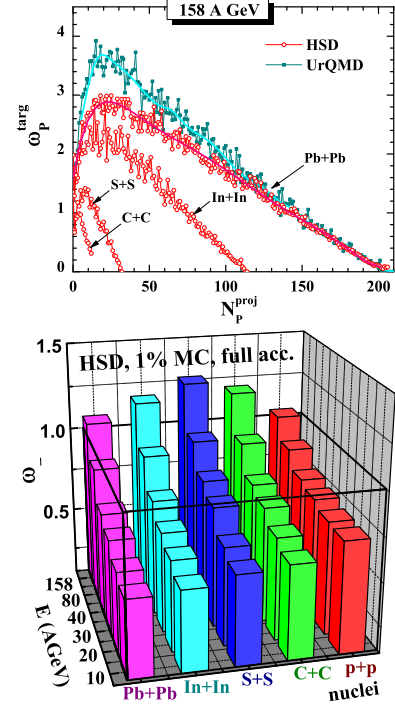 158 A GeV
4
3
2
1
0
ω_P^targ
HSD
UrQMD
Pb+Pb
In+In
S+S
C+C
0 50 100 150 200
N_P^proj
HSD, 1% MC, full acc.
1.5
1.0
0.5
ω_
158
80
40
30
20
10
E (AGeV)
Pb+Pb In+In S+S C+C p+p
nuclei